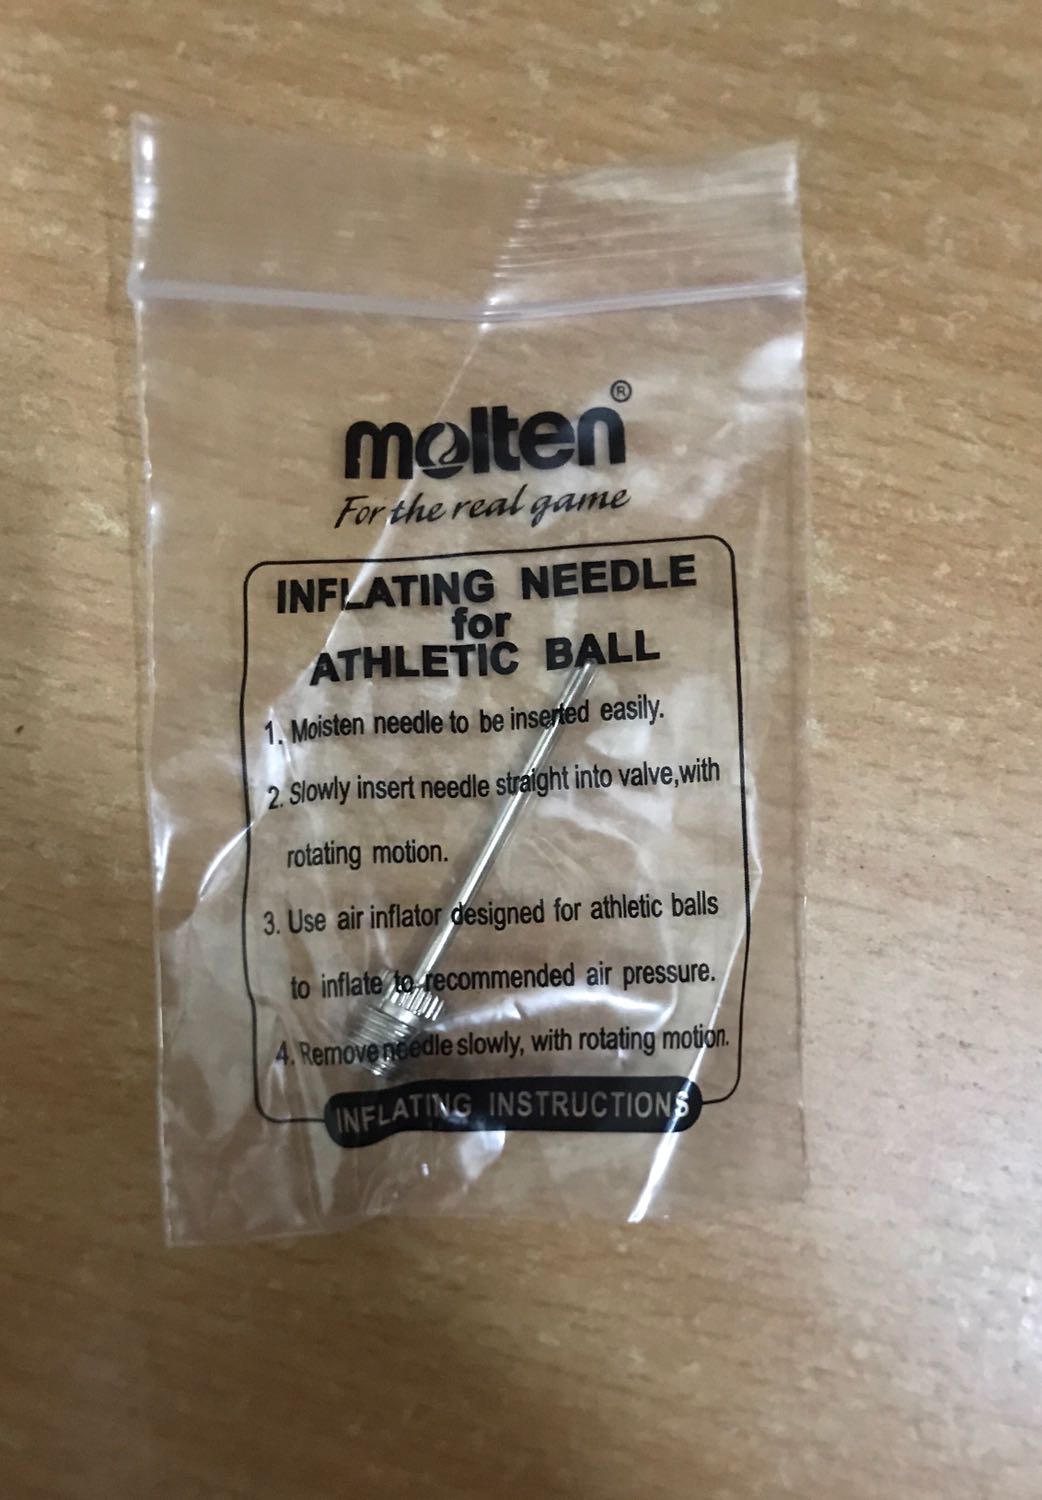 molten®
For the real game
INFLATING NEEDLE
for
ATHLETIC BALL
1. Moisten needle to be inserted easily.
2. Slowly insert needle straight into valve,with
rotating motion.
3. Use air inflator designed for athletic balls
to inflate to recommended air pressure.
4. Remove needle slowly, with rotating motion.
INFLATING INSTRUCTIONS